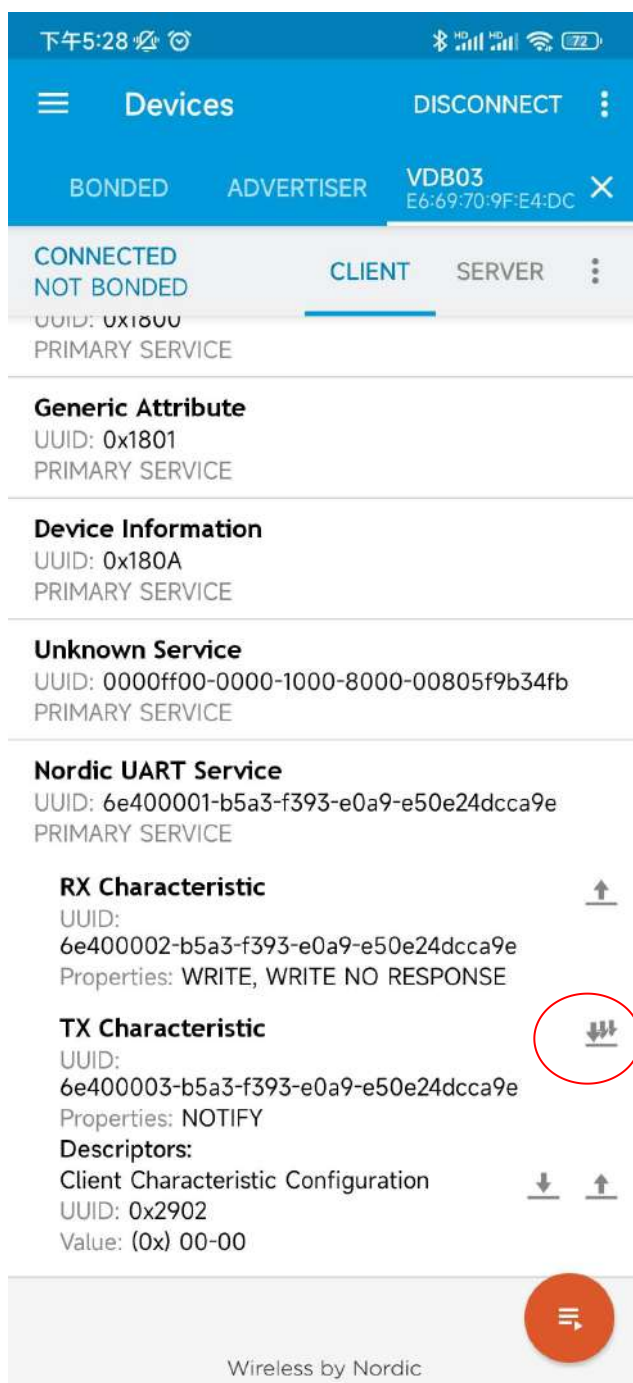 下午5:28
HD HD 72
Devices DISCONNECT
BONDED ADVERTISER VDB03
E6:69:70:9F:E4:DC
CONNECTED
NOT BONDED
CLIENT SERVER
UUID: 0x1800
PRIMARY SERVICE
Generic Attribute
UUID: 0x1801
PRIMARY SERVICE
Device Information
UUID: 0x180A
PRIMARY SERVICE
Unknown Service
UUID: 0000ff00-0000-1000-8000-00805f9b34fb
PRIMARY SERVICE
Nordic UART Service
UUID: 6e400001-b5a3-f393-e0a9-e50e24dcca9e
PRIMARY SERVICE
RX Characteristic
UUID:
6e400002-b5a3-f393-e0a9-e50e24dcca9e
Properties: WRITE, WRITE NO RESPONSE
TX Characteristic
UUID:
6e400003-b5a3-f393-e0a9-e50e24dcca9e
Properties: NOTIFY
Descriptors:
Client Characteristic Configuration
UUID: 0x2902
Value: (0x) 00-00
Wireless by Nordic